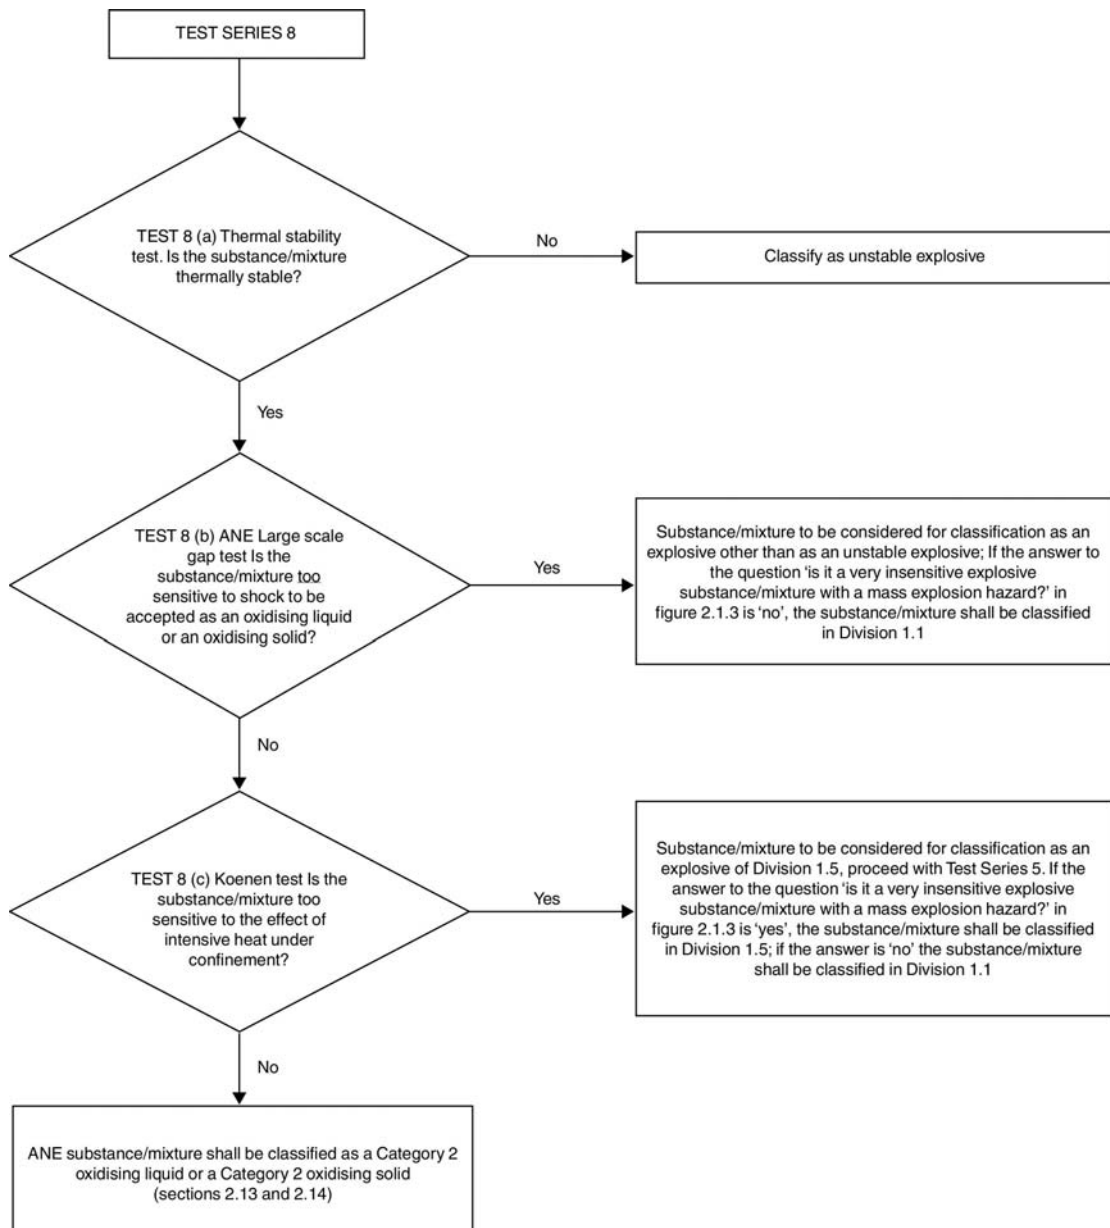 TEST SERIES 8
TEST 8 (a) Thermal stability
test. Is the substance/mixture
thermally stable?
No
Classify as unstable explosive
Yes
TEST 8 (b) ANE Large scale
gap test Is the
substance/mixture too
sensitive to shock to be
accepted as an oxidising liquid
or an oxidising solid?
Yes
Substance/mixture to be considered for classification as an
explosive other than as an unstable explosive; If the answer to
the question ‘is it a very insensitive explosive
substance/mixture with a mass explosion hazard?’ in
figure 2.1.3 is ‘no’, the substance/mixture shall be classified
in Division 1.1
No
TEST 8 (c) Koenen test Is the
substance/mixture too
sensitive to the effect of
intensive heat under
confinement?
Yes
Substance/mixture to be considered for classification as an
explosive of Division 1.5, proceed with Test Series 5. If the
answer to the question ‘is it a very insensitive explosive
substance/mixture with a mass explosion hazard?’ in
figure 2.1.3 is ‘yes’, the substance/mixture shall be classified
in Division 1.5; if the answer is ‘no’ the substance/mixture
shall be classified in Division 1.1
No
ANE substance/mixture shall be classified as a Category 2
oxidising liquid or a Category 2 oxidising solid
(sections 2.13 and 2.14)